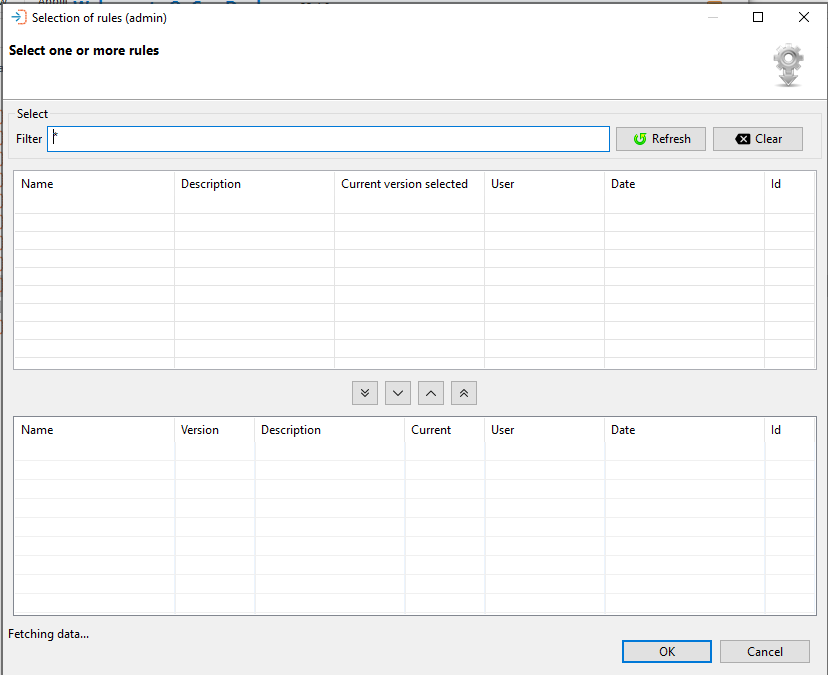 Selection of rules (admin)
Select one or more rules
Select
Filter * Refresh Clear
Name Description Current version selected User Date Id
Name Version Description Current User Date Id
Fetching data...
OK Cancel